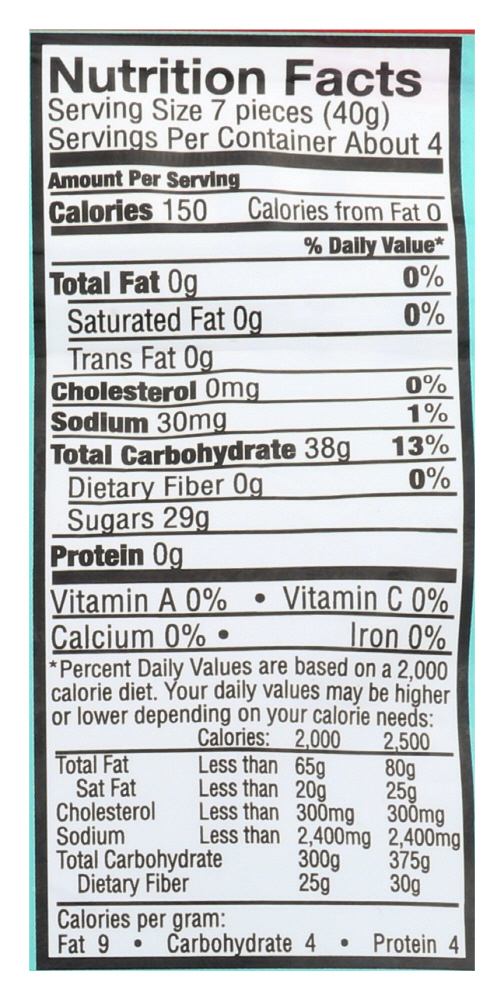 Nutrition Facts
Serving Size 7 pieces (40g)
Servings Per Container About 4
Amount Per Serving
Calories 150 Calories from Fat 0
% Daily Value*
Total Fat 0g 0%
Saturated Fat 0g 0%
Trans Fat 0g
Cholesterol 0mg 0%
Sodium 30mg 1%
Total Carbohydrate 38g 13%
Dietary Fiber 0g 0%
Sugars 29g
Protein 0g
Vitamin A 0% • Vitamin C 0%
Calcium 0% • Iron 0%
*Percent Daily Values are based on a 2,000
calorie diet. Your daily values may be higher
or lower depending on your calorie needs:
Calories: 2,000 2,500
Total Fat Less than 65g 80g
Sat Fat Less than 20g 25g
Cholesterol Less than 300mg 300mg
Sodium Less than 2,400mg 2,400mg
Total Carbohydrate 300g 375g
Dietary Fiber 25g 30g
Calories per gram:
Fat 9 • Carbohydrate 4 • Protein 4